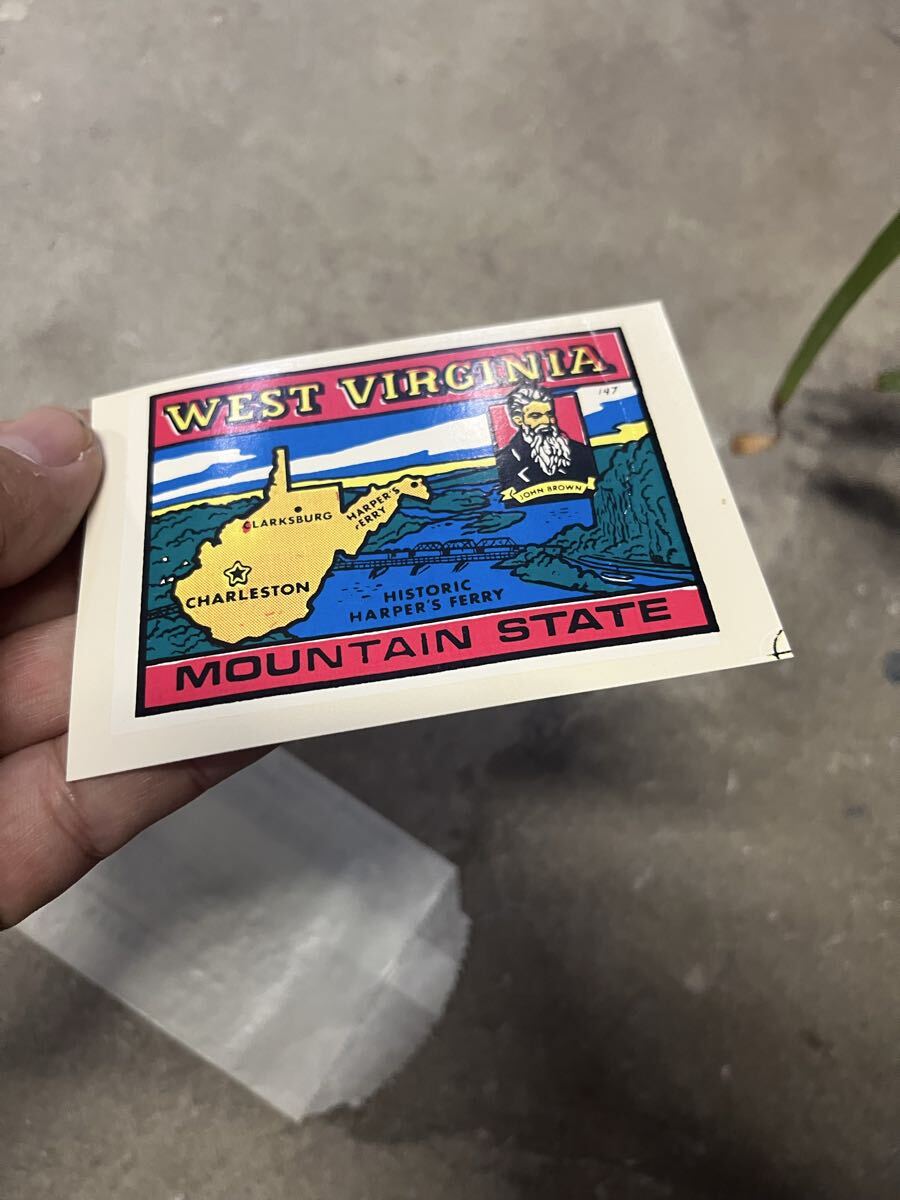 WEST VIRGINIA
147
JOHN BROWN
CLARKSBURG
HARPER'S
FERRY
CHARLESTON
HISTORIC
HARPER'S FERRY
MOUNTAIN STATE